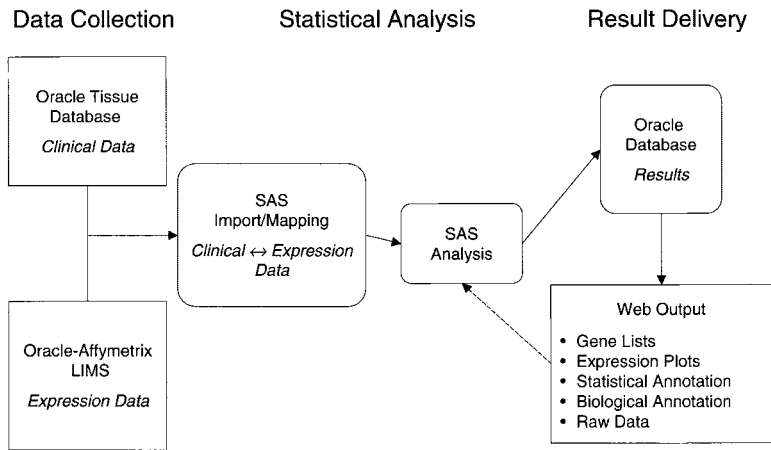 Data Collection
Statistical Analysis
Result Delivery
Oracle Tissue
Database
Clinical Data
Oracle-Affymetrix
LIMS
Expression Data
SAS
Import/Mapping
Clinical ↔ Expression
Data
SAS
Analysis
Oracle
Database
Results
Web Output
• Gene Lists
• Expression Plots
• Statistical Annotation
• Biological Annotation
• Raw Data